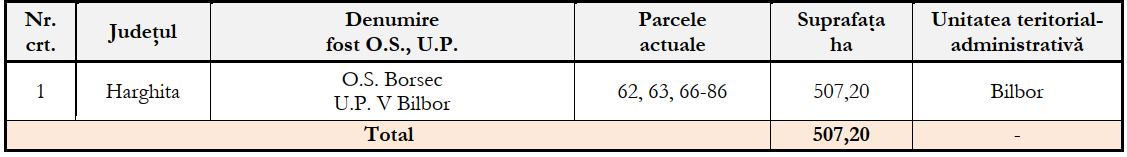 Nr. crt. Județul Denumire fost O.S., U.P. Parcele actuale Suprafața ha Unitatea teritorial-administrativă
1 Harghita O.S. Borsec U.P. V Bilbor 62, 63, 66-86 507,20 Bilbor
Total 507,20 -